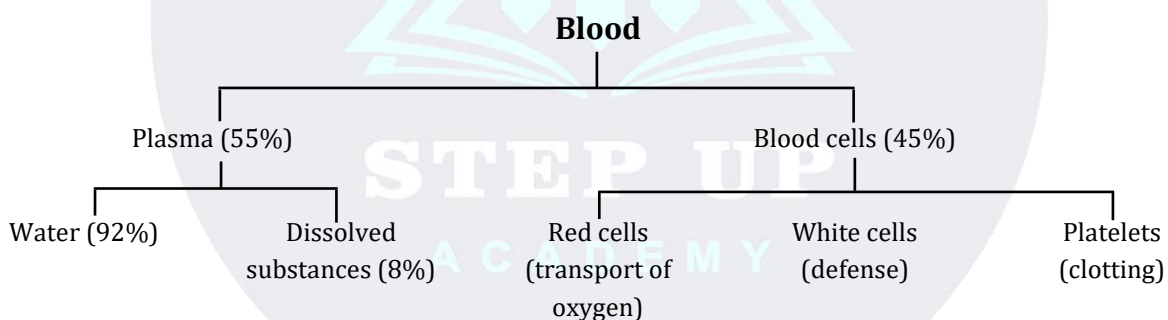 Blood
Plasma (55%)
Blood cells (45%)
STEP UP
ACADEMY
Water (92%)
Dissolved
substances (8%)
Red cells
(transport of
oxygen)
White cells
(defense)
Platelets
(clotting)